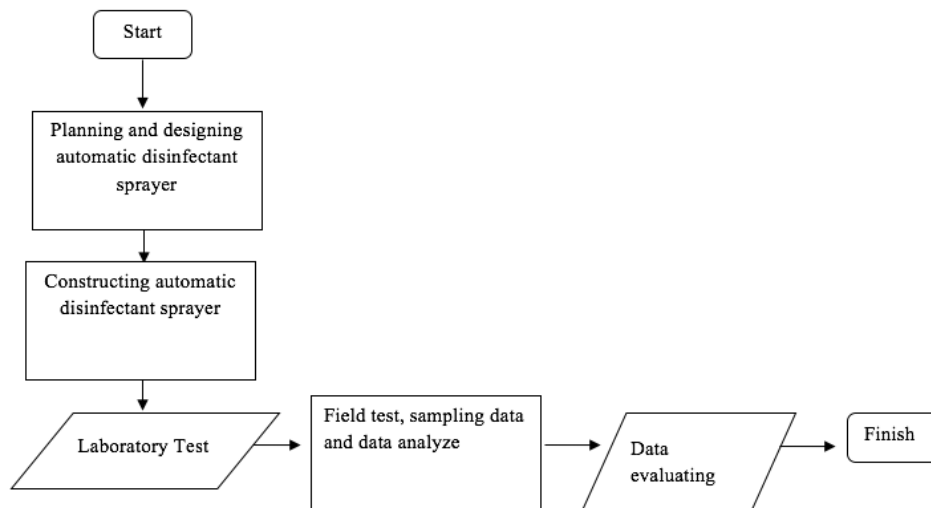 Start
Planning and designing
automatic disinfectant
sprayer
Constructing automatic
disinfectant sprayer
Laboratory Test
Field test, sampling data
and data analyze
Data
evaluating
Finish